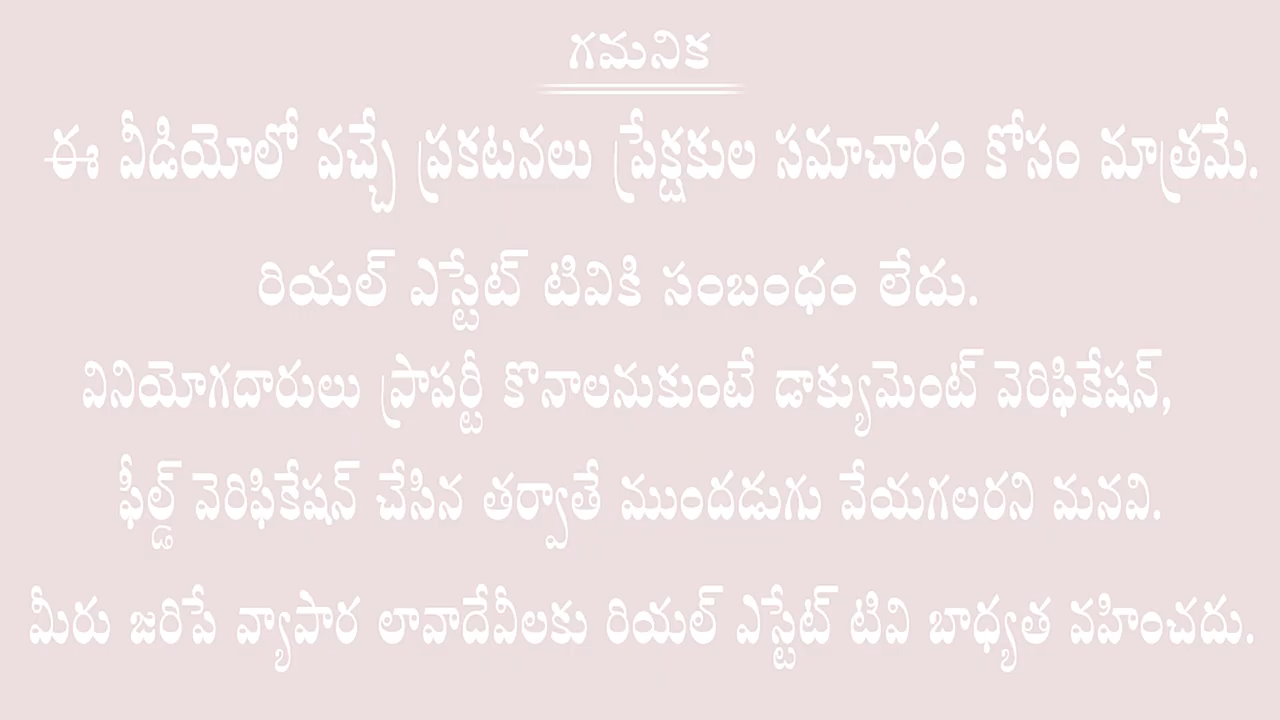 గమనిక
ఈ వీడియోలో వచ్చే ప్రకటనలు ప్రేక్షకుల సమాచారం కోసం మాత్రమే.
రియల్ ఎస్టేట్ టివికి సంబంధం లేదు.
వినియోగదారులు ప్రాపర్టీ కొనాలనుకుంటే డాక్యుమెంట్ వెరిఫికేషన్,
ఫీల్డ్ వెరిఫికేషన్ చేసిన తర్వాతే ముందడుగు వేయగలరని మనవి.
మీరు జరిపే వ్యాపార లావాదేవీలకు రియల్ ఎస్టేట్ టివి బాధ్యత వహించదు.